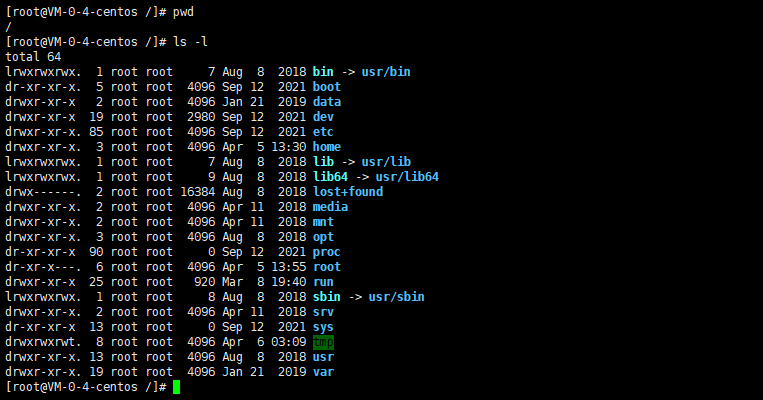 [root@VM-0-4-centos /]# pwd
/
[root@VM-0-4-centos /]# ls -l
total 64
lrwxrwxrwx.  1 root root     7 Aug  8  2018 bin -> usr/bin
dr-xr-xr-x.  5 root root  4096 Sep 12  2021 boot
drwxr-xr-x   2 root root  4096 Jan 21  2019 data
drwxr-xr-x  19 root root  2980 Sep 12  2021 dev
drwxr-xr-x. 85 root root  4096 Sep 12  2021 etc
drwxr-xr-x.  3 root root  4096 Apr  5 13:30 home
lrwxrwxrwx.  1 root root     7 Aug  8  2018 lib -> usr/lib
lrwxrwxrwx.  1 root root     9 Aug  8  2018 lib64 -> usr/lib64
drwx------.  2 root root 16384 Aug  8  2018 lost+found
drwxr-xr-x.  2 root root  4096 Apr 11  2018 media
drwxr-xr-x.  2 root root  4096 Apr 11  2018 mnt
drwxr-xr-x.  3 root root  4096 Aug  8  2018 opt
dr-xr-xr-x  90 root root     0 Sep 12  2021 proc
dr-xr-x---.  6 root root  4096 Apr  5 13:55 root
drwxr-xr-x  25 root root   920 Mar  8 19:40 run
lrwxrwxrwx.  1 root root     8 Aug  8  2018 sbin -> usr/sbin
drwxr-xr-x.  2 root root  4096 Apr 11  2018 srv
dr-xr-xr-x  13 root root     0 Sep 12  2021 sys
drwxrwxrwt.  8 root root  4096 Apr  6 03:09 tmp
drwxr-xr-x. 13 root root  4096 Aug  8  2018 usr
drwxr-xr-x. 19 root root  4096 Jan 21  2019 var
[root@VM-0-4-centos /]#